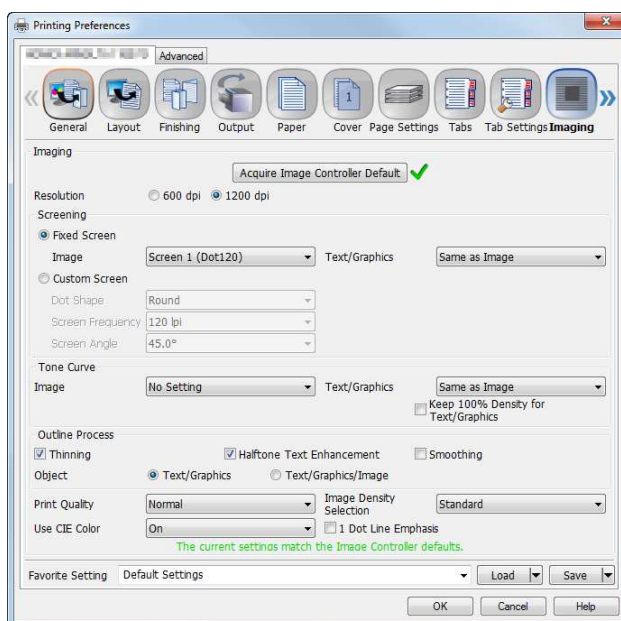 Printing Preferences
Advanced
General Layout Finishing Output Paper Cover Page Settings Tabs Tab Settings Imaging
1
Imaging
Acquire Image Controller Default
Resolution 600 dpi 1200 dpi
Screening
Fixed Screen
Image Screen 1 (Dot120) Text/Graphics Same as Image
Custom Screen
Dot Shape Round
Screen Frequency 120 lpi
Screen Angle 45.0°
Tone Curve
Image No Setting Text/Graphics Same as Image
Keep 100% Density for
Text/Graphics
Outline Process
Thinning Halftone Text Enhancement Smoothing
Object Text/Graphics Text/Graphics/Image
Print Quality Normal Image Density
Selection Standard
Use CIE Color On 1 Dot Line Emphasis
The current settings match the Image Controller defaults.
Favorite Setting Default Settings Load Save
OK Cancel Help